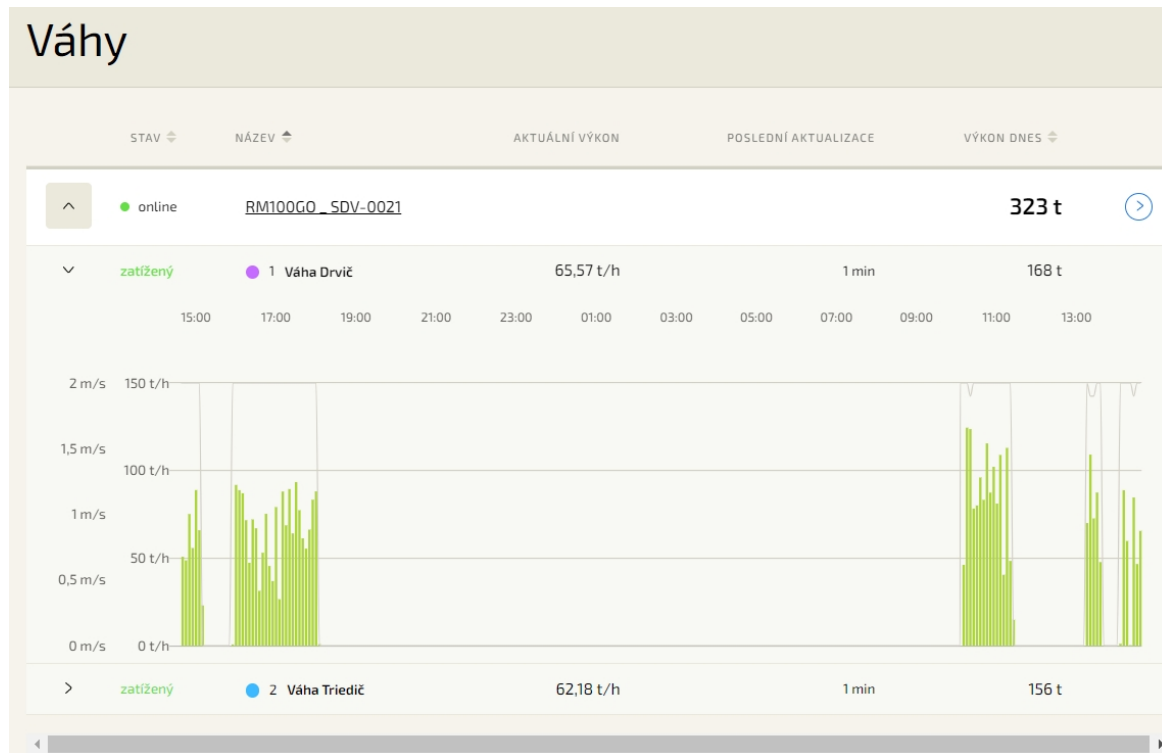 Váhy
STAV NÁZEV AKTUÁLNÍ VÝKON POSLEDNÍ AKTUALIZACE VÝKON DNES
online RM100GO_SDV-0021 323 t
zatížený 1 Váha Drvič 65,57 t/h 1 min 168 t
15:00 17:00 19:00 21:00 23:00 01:00 03:00 05:00 07:00 09:00 11:00 13:00
2 m/s 150 t/h
1,5 m/s
100 t/h
1 m/s
50 t/h
0,5 m/s
0 m/s 0 t/h
zatížený 2 Váha Triedič 62,18 t/h 1 min 156 t